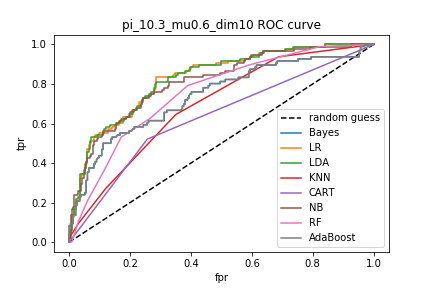 pi_10.3_mu0.6_dim10 ROC curve
tpr
1.0
0.8
0.6
0.4
0.2
0.0
random guess
Bayes
LR
LDA
KNN
CART
NB
RF
AdaBoost
0.0 0.2 0.4 0.6 0.8 1.0
fpr